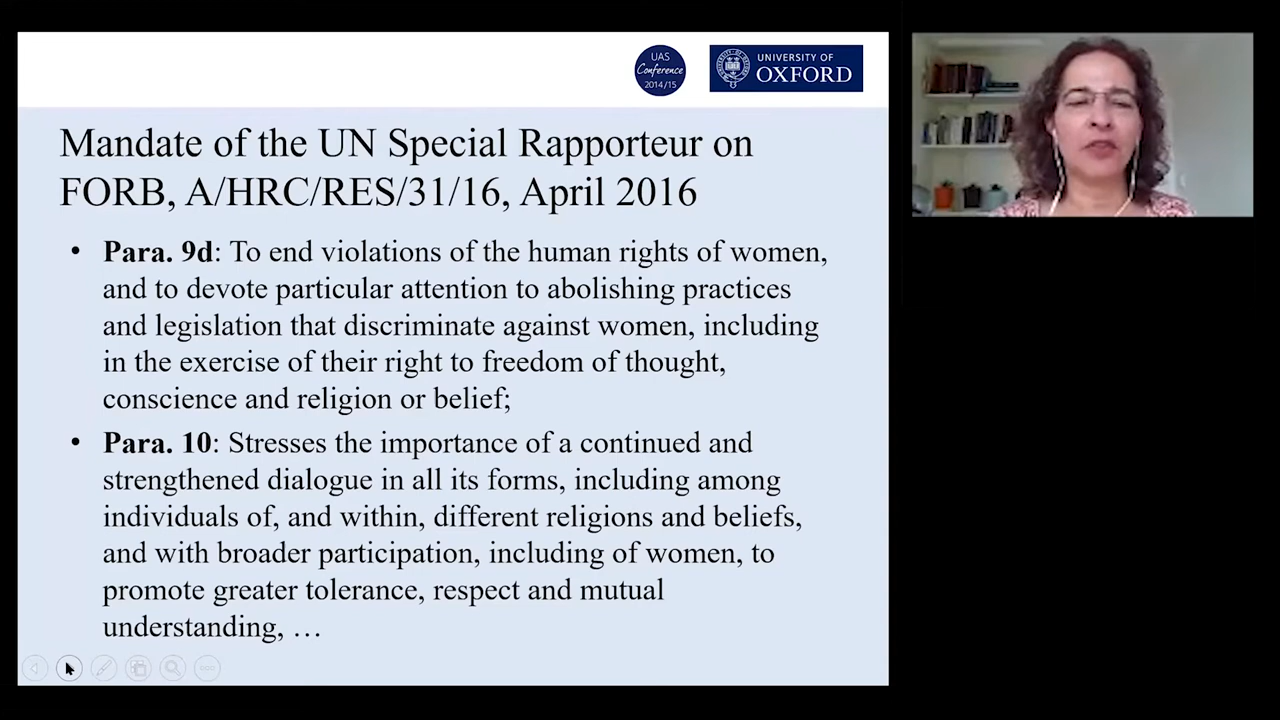 UAS
Conference
2014/15
UNIVERSITY OF
OXFORD
Mandate of the UN Special Rapporteur on
FORB, A/HRC/RES/31/16, April 2016
• Para. 9d: To end violations of the human rights of women,
and to devote particular attention to abolishing practices
and legislation that discriminate against women, including
in the exercise of their right to freedom of thought,
conscience and religion or belief;
• Para. 10: Stresses the importance of a continued and
strengthened dialogue in all its forms, including among
individuals of, and within, different religions and beliefs,
and with broader participation, including of women, to
promote greater tolerance, respect and mutual
understanding, …